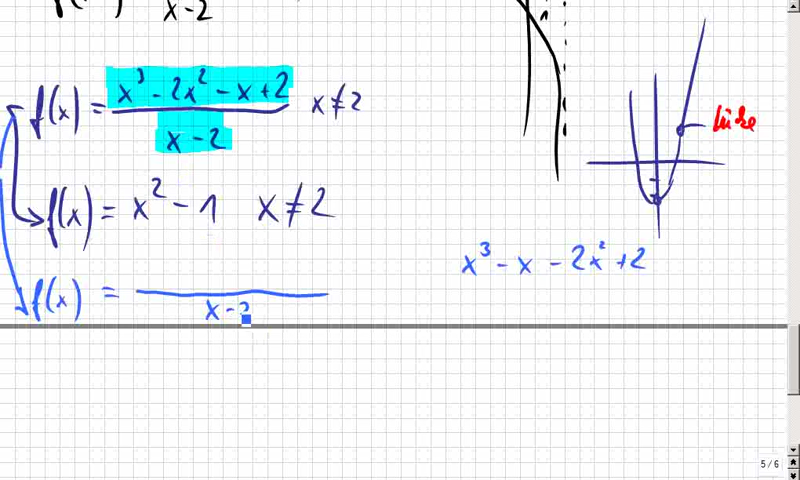 x-2
f(x) = x³ - 2x² - x + 2 x≠2
x - 2
Lücke
f(x) = x² - 1 x≠2
x³ - x - 2x² + 2
f(x) =
x - 2
5 / 6